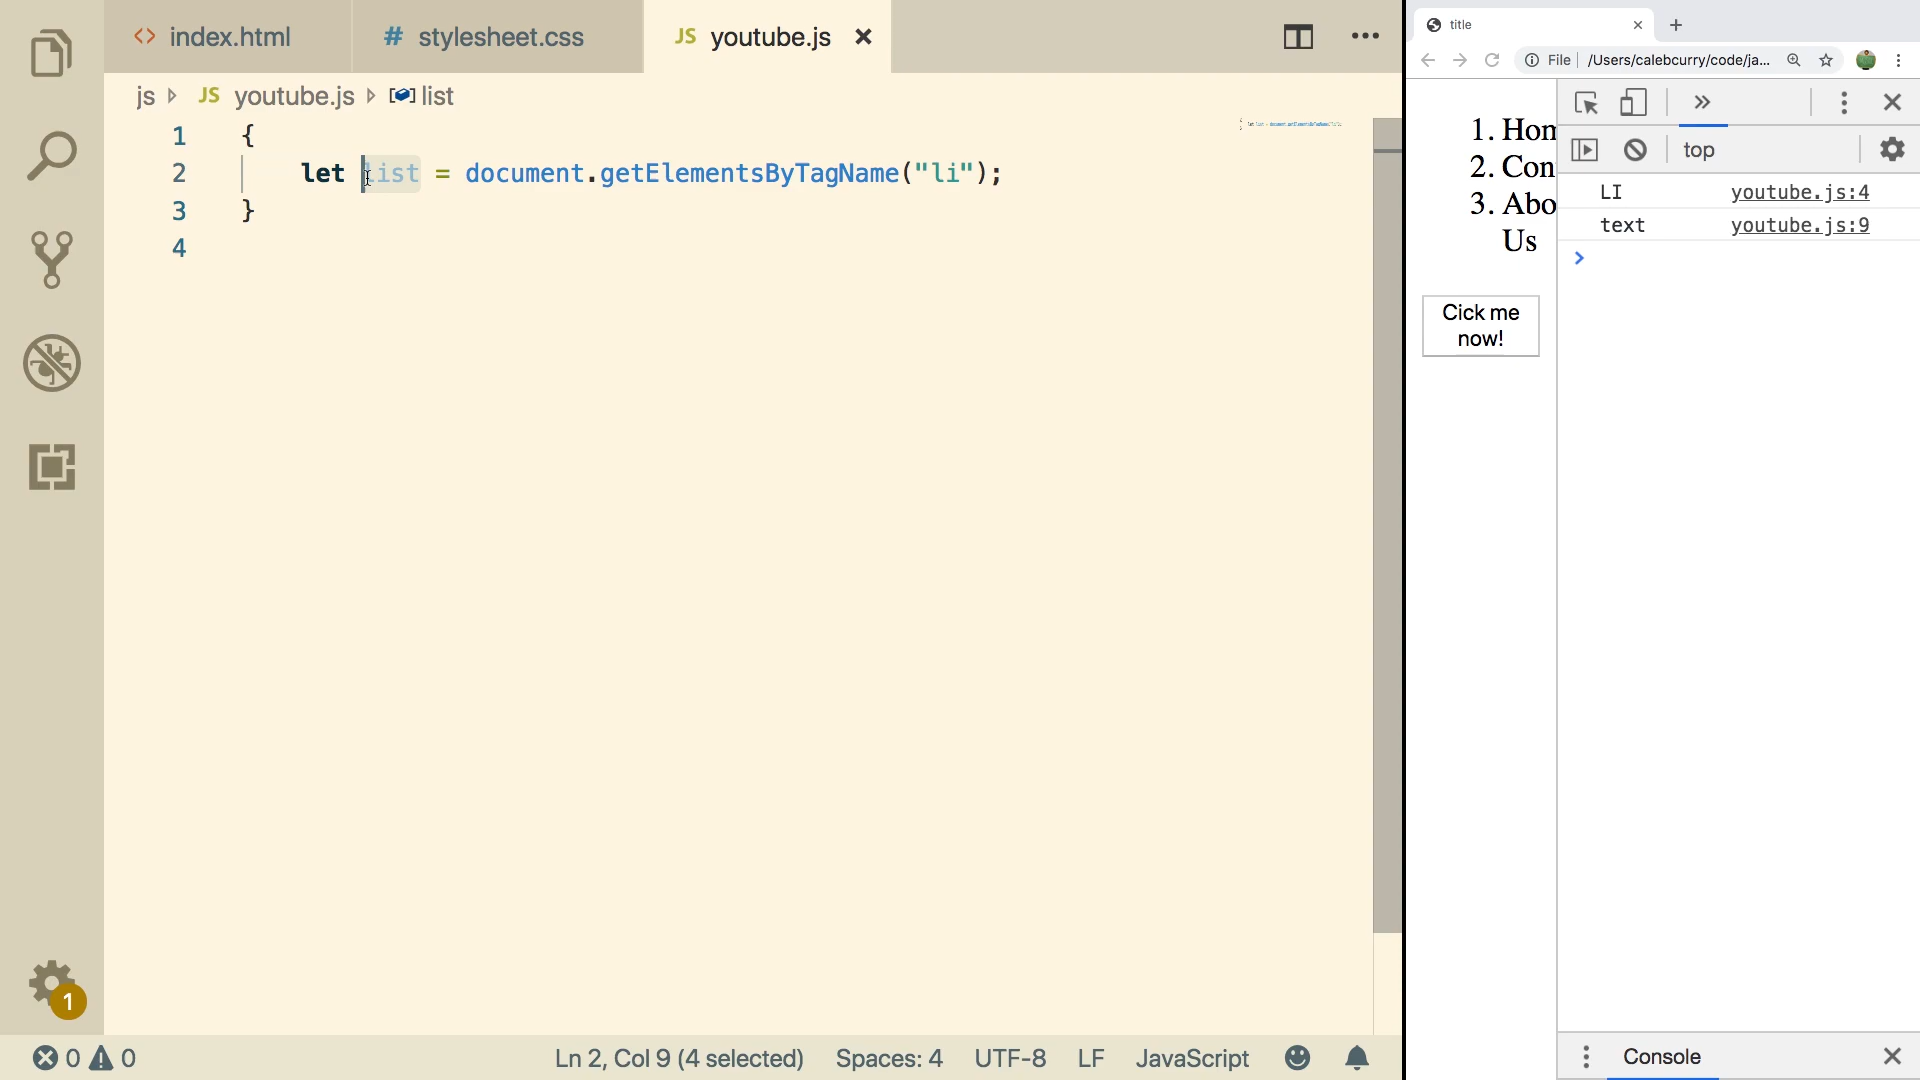 <> index.html
# stylesheet.css
JS youtube.js
js JS youtube.js list
1 {
2 let list = document.getElementsByTagName("li");
3 }
4
1
0 0
Ln 2, Col 9 (4 selected)
Spaces: 4
UTF-8
LF
JavaScript
title
File /Users/calebcurry/code/ja...
1. Hom
2. Con
3. Abo
Us
Cick me
now!
top
LI youtube.js:4
text youtube.js:9
Console